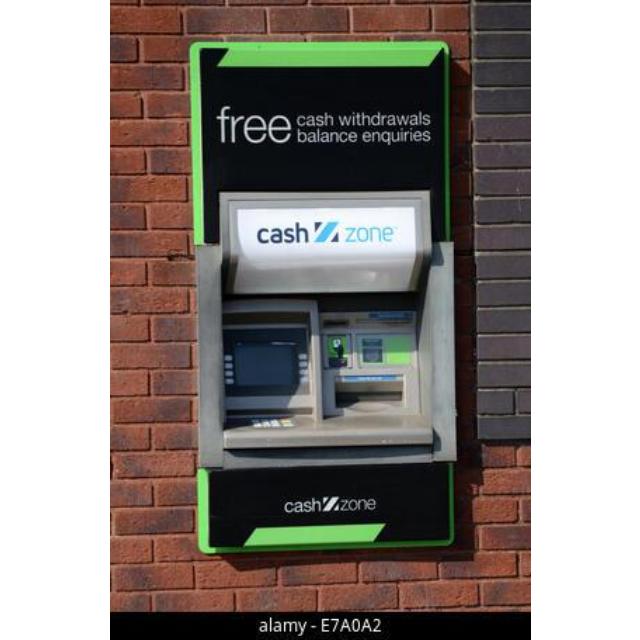 free cash withdrawals
balance enquiries
cash zone
cash zone
alamy - E7A0A2